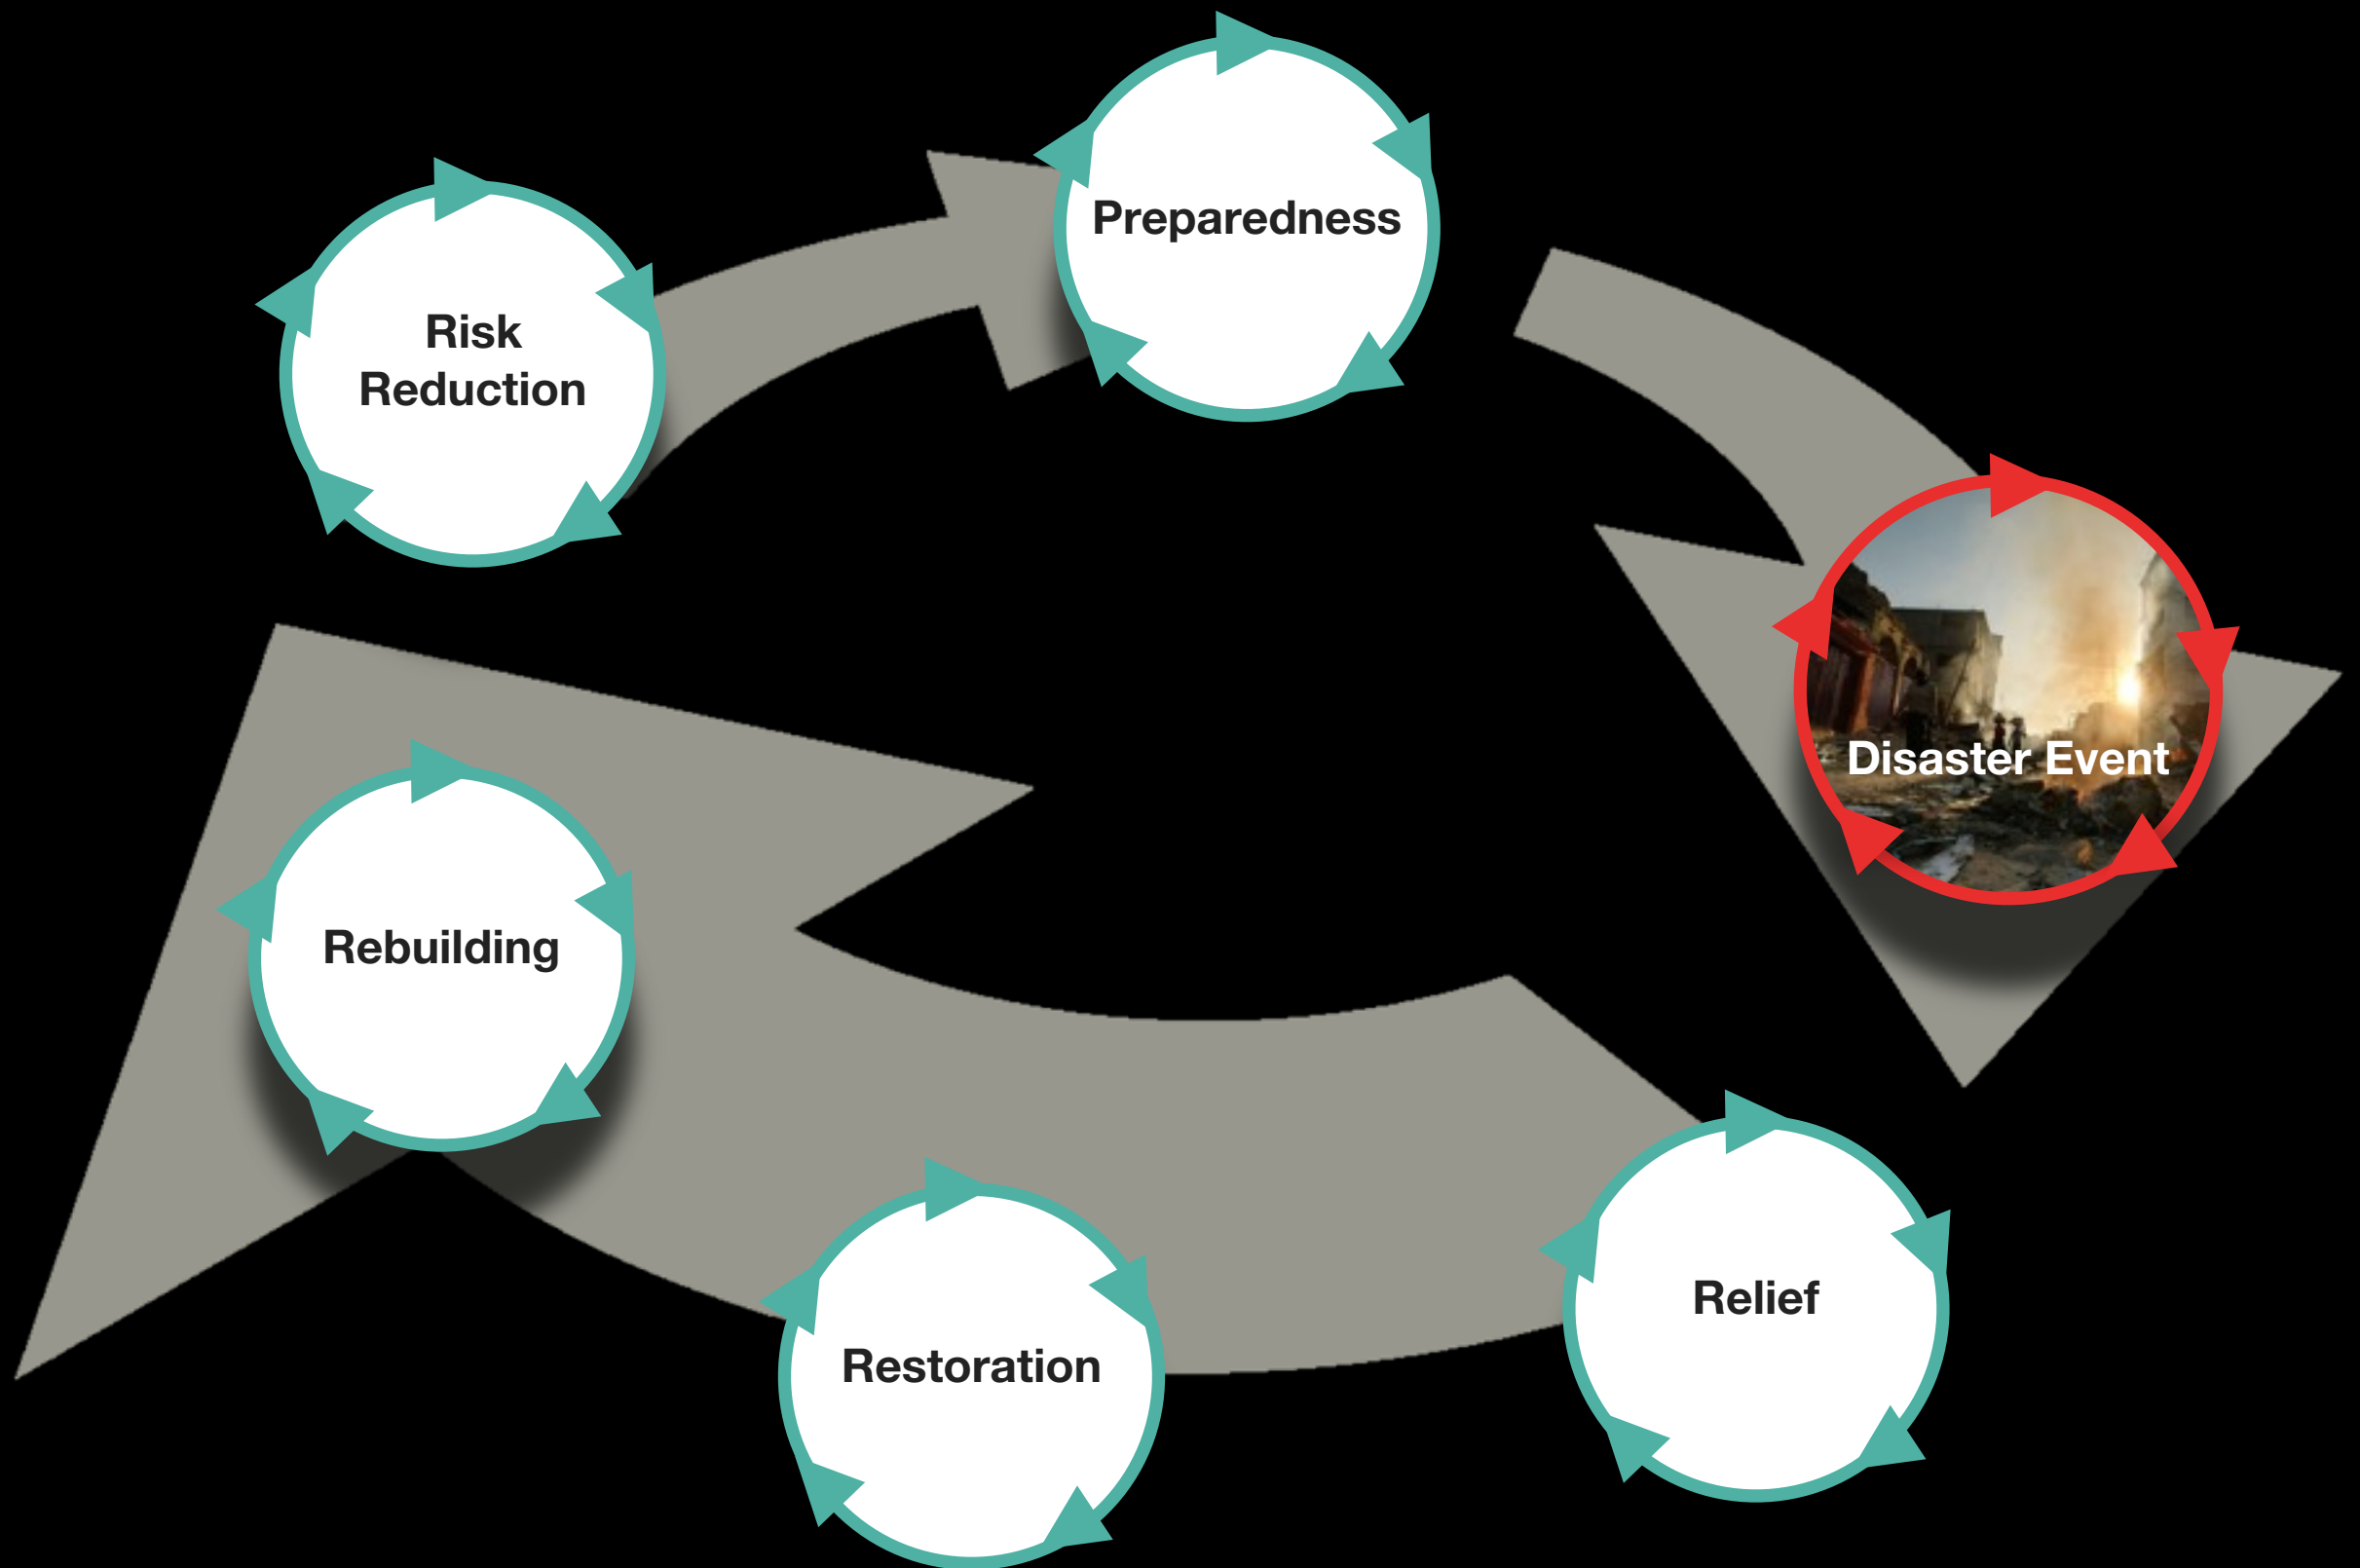 Preparedness
Risk
Reduction
Disaster Event
Rebuilding
Relief
Restoration